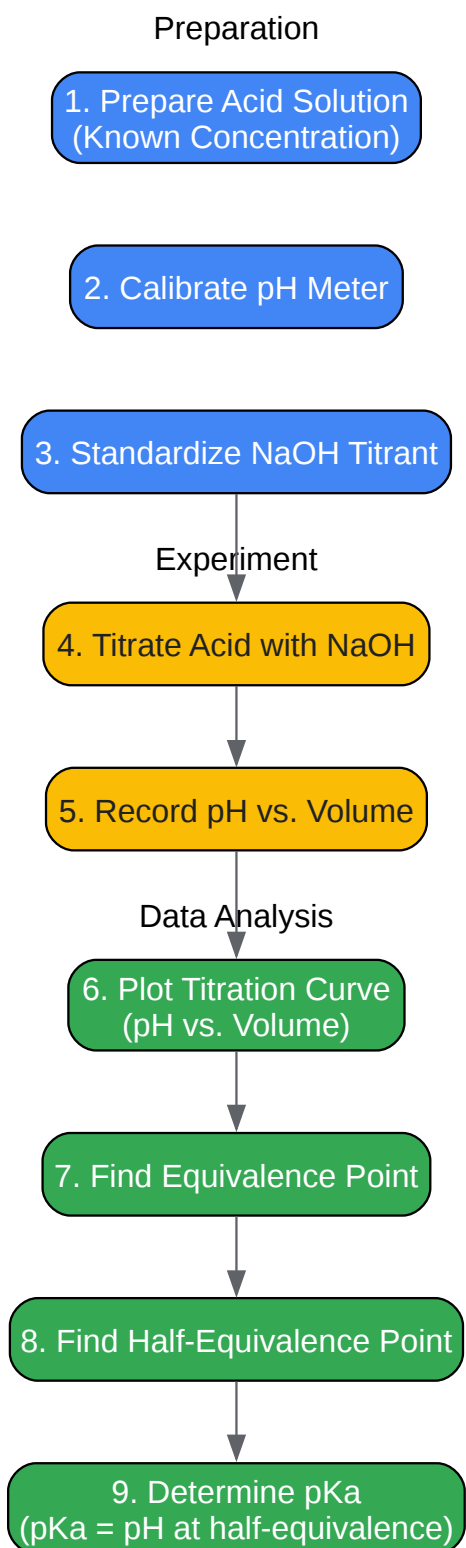 Preparation
1. Prepare Acid Solution
(Known Concentration)
2. Calibrate pH Meter
3. Standardize NaOH Titrant
Experiment
4. Titrate Acid with NaOH
5. Record pH vs. Volume
Data Analysis
6. Plot Titration Curve
(pH vs. Volume)
7. Find Equivalence Point
8. Find Half-Equivalence Point
9. Determine pKa
(pKa = pH at half-equivalence)